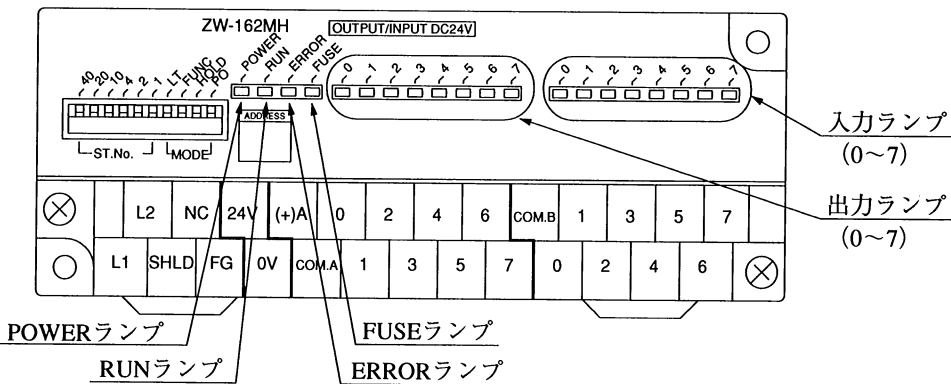 ZW-162MH
OUTPUT/INPUT DC24V
POWER RUN ERROR FUSE
0 1 2 3 4 5 6 7
0 1 2 3 4 5 6 7
40 20 10 4 2 1 LT FUNC HOLD PO
ADDRESS
ST.No. MODE
入力ランプ
(0〜7)
出力ランプ
(0〜7)
L2 NC 24V (+)A 0 2 4 6 COM.B 1 3 5 7
L1 SHLD FG 0V COM.A 1 3 5 7 0 2 4 6
POWERランプ
FUSEランプ
RUNランプ
ERRORランプ